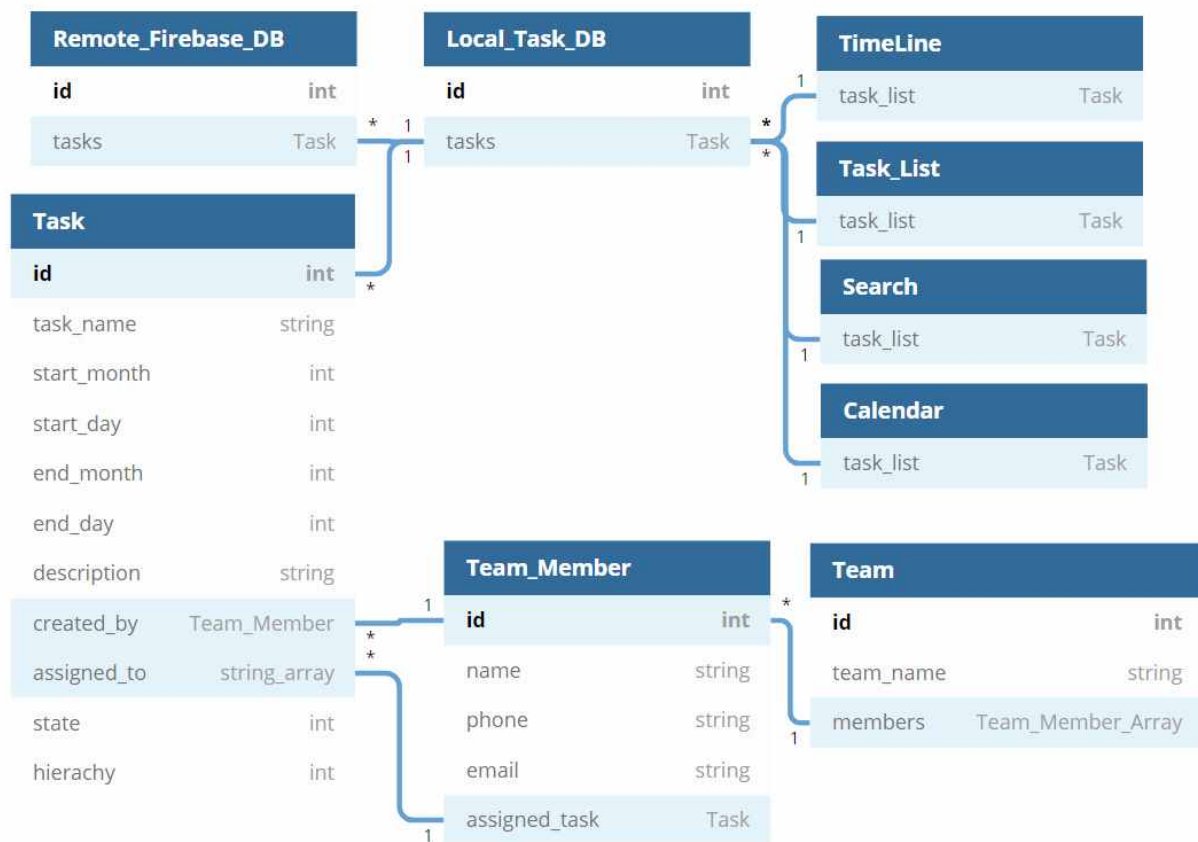 Remote_Firebase_DB
id int
tasks Task
*
1
1
Local_Task_DB
id int
tasks Task
*
*
TimeLine
1
task_list Task
Task_List
task_list Task
1
Search
task_list Task
1
Calendar
task_list Task
1
Task
id int
*
task_name string
start_month int
start_day int
end_month int
end_day int
description string
created_by Team_Member
*
*
assigned_to string_array
state int
hierachy int
Team_Member
1
id int
*
name string
phone string
email string
assigned_task Task
1
Team
id int
team_name string
members Team_Member_Array
1